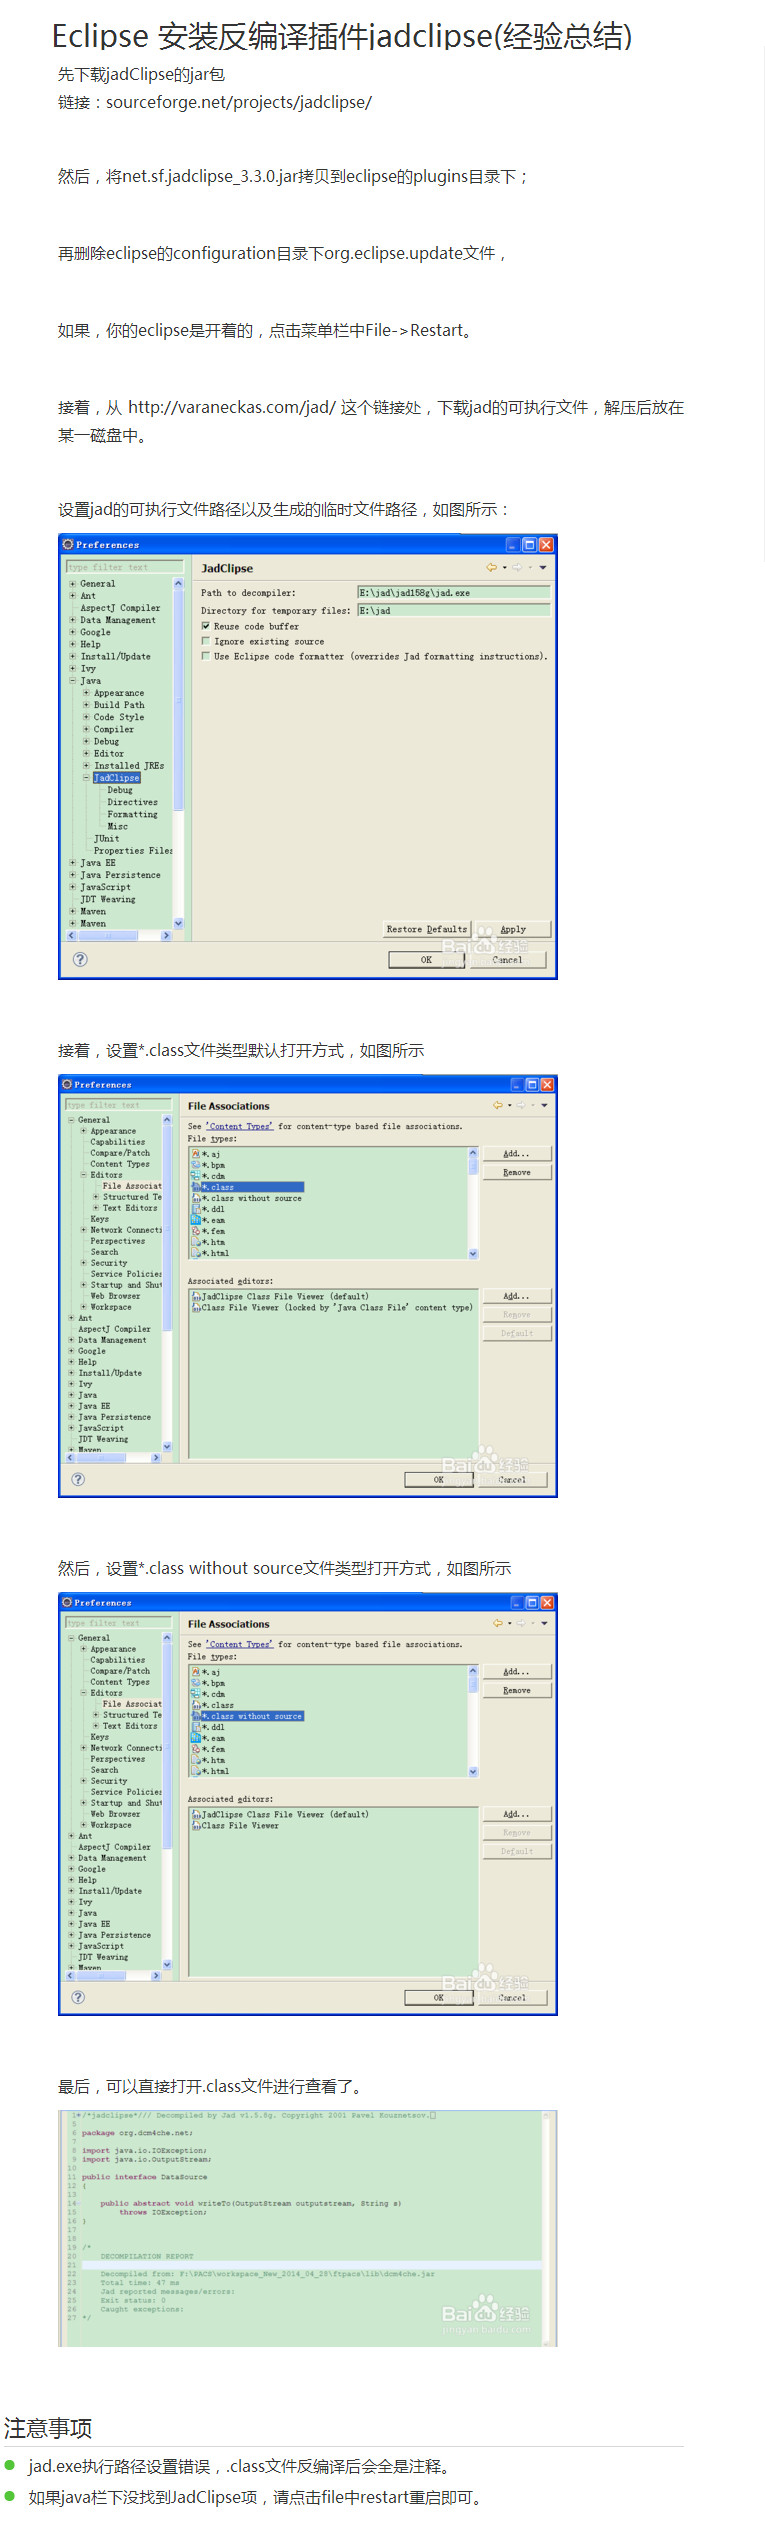 Eclipse 安装反编译插件jadclipse(经验总结)
先下载jadClipse的jar包
链接：sourceforge.net/projects/jadclipse/
然后，将net.sf.jadclipse_3.3.0.jar拷贝到eclipse的plugins目录下；
再删除eclipse的configuration目录下org.eclipse.update文件，
如果，你的eclipse是开着的，点击菜单栏中File->Restart。
接着，从 http://varaneckas.com/jad/ 这个链接处，下载jad的可执行文件，解压后放在
某一磁盘中。
设置jad的可执行文件路径以及生成的临时文件路径，如图所示：
Preferences
type filter text
General
Ant
AspectJ Compiler
Data Management
Google
Help
Install/Update
Ivy
Java
Appearance
Build Path
Code Style
Compiler
Debug
Editor
Installed JREs
JadClipse
Debug
Directives
Formatting
Misc
JUnit
Properties Files
Java EE
Java Persistence
JavaScript
JDT Weaving
Maven
Maven
JadClipse
Path to decompiler: E:\jad\jad158g\jad.exe
Directory for temporary files: E:\jad
Reuse code buffer
Ignore existing source
Use Eclipse code formatter (overrides Jad formatting instructions).
Restore Defaults Apply
OK Cancel
Baidu 经验
接着，设置*.class文件类型默认打开方式，如图所示
Preferences
type filter text
General
Appearance
Capabilities
Compare/Patch
Content Types
Editors
File Associat
Structured Te
Text Editors
Keys
Network Connecti
Perspectives
Search
Security
Service Policies
Startup and Shut
Web Browser
Workspace
Ant
AspectJ Compiler
Data Management
Google
Help
Install/Update
Ivy
Java
Java EE
Java Persistence
JavaScript
JDT Weaving
Maven
File Associations
See 'Content Types' for content-type based file associations.
File types:
*.aj
*.bpm
*.cdm
*.class
*.class without source
*.ddl
*.eam
*.fem
*.htm
*.html
Add...
Remove
Associated editors:
JadClipse Class File Viewer (default)
Class File Viewer (locked by 'Java Class File' content type)
Add...
Remove
Default
OK Cancel
Baidu 经验
然后，设置*.class without source文件类型打开方式，如图所示
Preferences
type filter text
General
Appearance
Capabilities
Compare/Patch
Content Types
Editors
File Associat
Structured Te
Text Editors
Keys
Network Connecti
Perspectives
Search
Security
Service Policies
Startup and Shut
Web Browser
Workspace
Ant
AspectJ Compiler
Data Management
Google
Help
Install/Update
Ivy
Java
Java EE
Java Persistence
JavaScript
JDT Weaving
Maven
File Associations
See 'Content Types' for content-type based file associations.
File types:
*.aj
*.bpm
*.cdm
*.class
*.class without source
*.ddl
*.eam
*.fem
*.htm
*.html
Add...
Remove
Associated editors:
JadClipse Class File Viewer (default)
Class File Viewer
Add...
Remove
Default
OK Cancel
Baidu 经验
最后，可以直接打开.class文件进行查看了。
1 /*jadclipse*/// Decompiled by Jad v1.5.8g. Copyright 2001 Pavel Kouznetsov.
5
6 package org.dcm4che.net;
7
8 import java.io.IOException;
9 import java.io.OutputStream;
10
11 public interface DataSource
12 {
13
14 public abstract void writeTo(OutputStream outputstream, String s)
15 throws IOException;
16 }
17
18
19 /*
20 DECOMPILATION REPORT
21
22 Decompiled from: F:\PACS\workspace_New_2014_04_28\ftpacs\lib\dcm4che.jar
23 Total time: 47 ms
24 Jad reported messages/errors:
25 Exit status: 0
26 Caught exceptions:
27 */
Baidu 经验
jingyan.baidu.com
注意事项
jad.exe执行路径设置错误，.class文件反编译后会全是注释。
如果java栏下没找到JadClipse项，请点击file中restart重启即可。